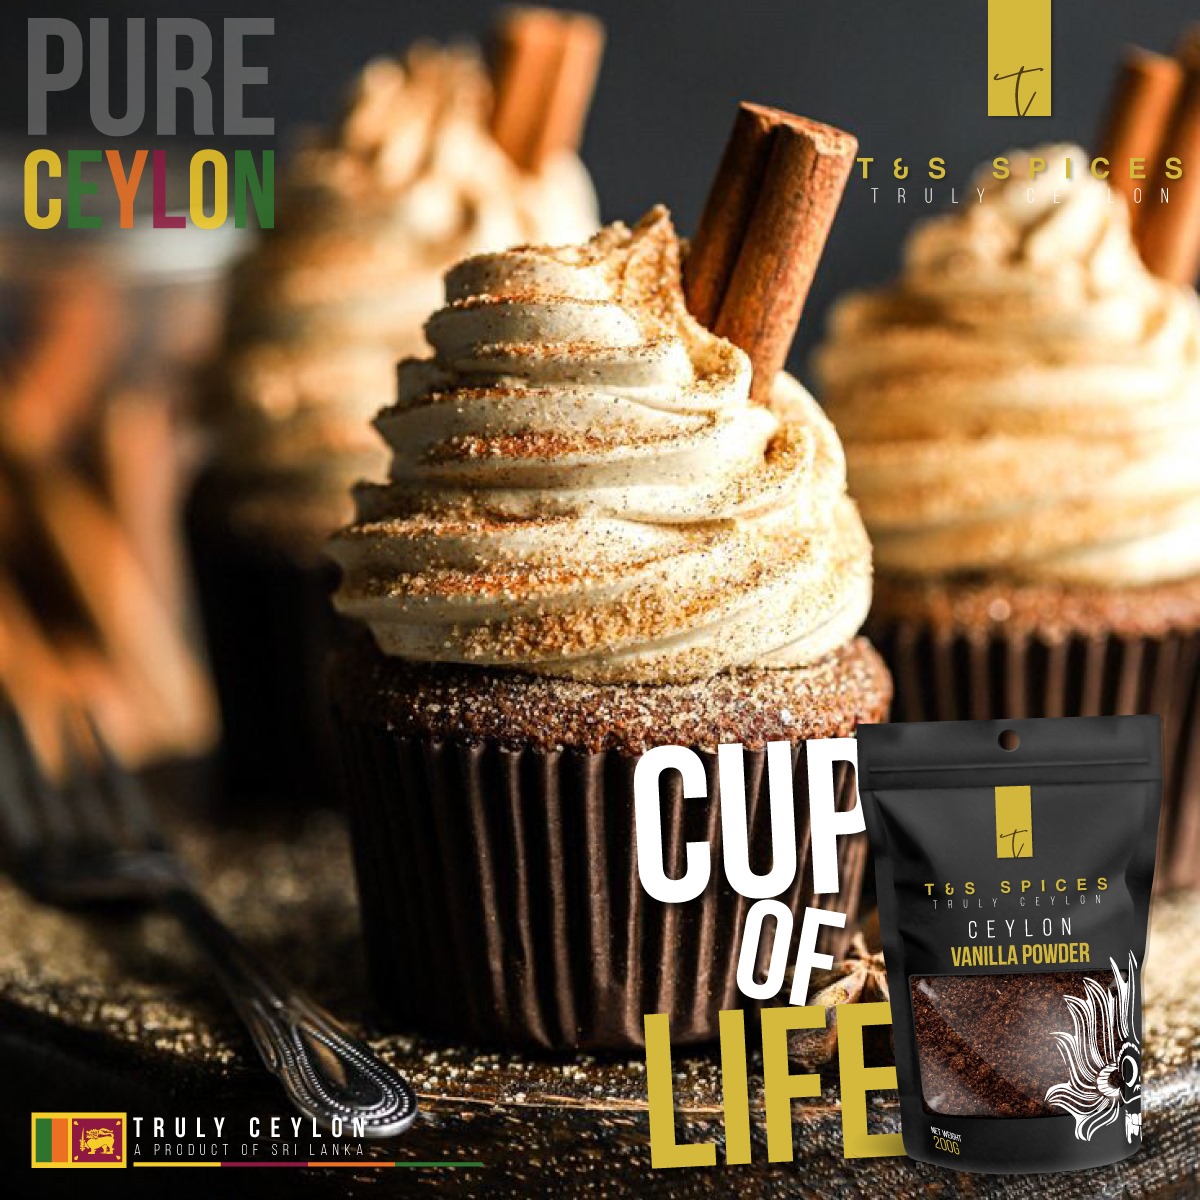 PURE
CEYLON
t
T&S SPICES
TRULY CEYLON
CUP
OF
LIFE
t
T&S SPICES
TRULY CEYLON
CEYLON
VANILLA POWDER
NET WEIGHT
200G
TRULY CEYLON
A PRODUCT OF SRI LANKA